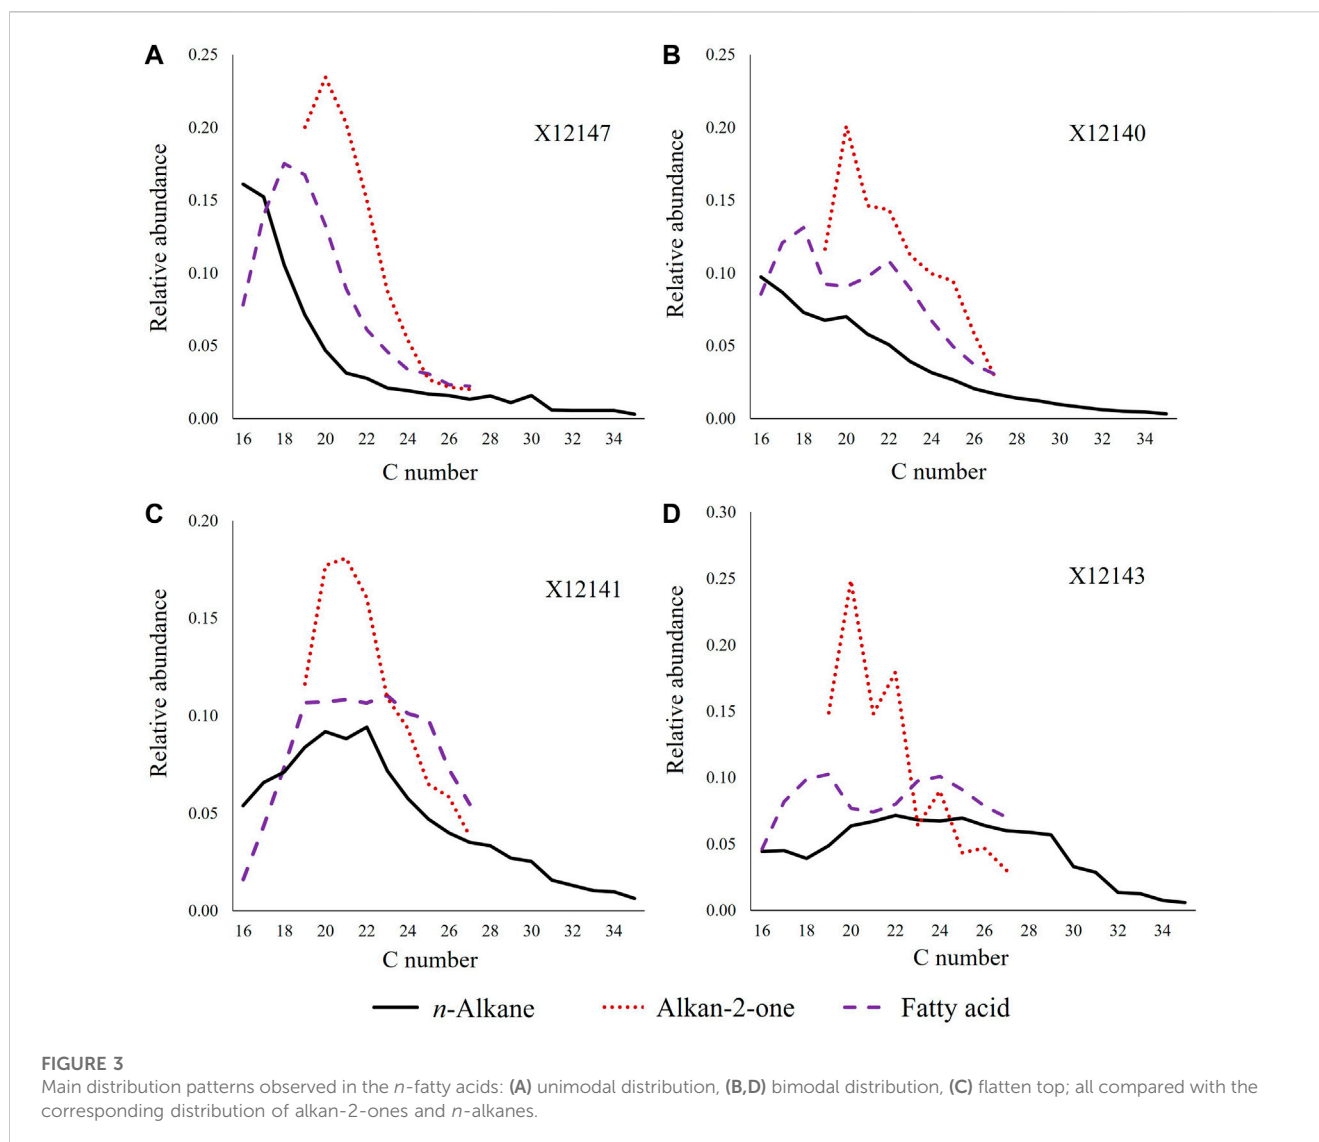 A
0.25
0.20
0.15
0.10
0.05
0.00
Relative abundance
X12147
16 18 20 22 24 26 28 30 32 34
C number
B
0.25
0.20
0.15
0.10
0.05
0.00
Relative abundance
X12140
16 18 20 22 24 26 28 30 32 34
C number
C
0.20
0.15
0.10
0.05
0.00
Relative abundance
X12141
16 18 20 22 24 26 28 30 32 34
C number
D
0.30
0.25
0.20
0.15
0.10
0.05
0.00
Relative abundance
X12143
16 18 20 22 24 26 28 30 32 34
C number
n-Alkane Alkan-2-one Fatty acid
FIGURE 3
Main distribution patterns observed in the n-fatty acids: (A) unimodal distribution, (B,D) bimodal distribution, (C) flatten top; all compared with the
corresponding distribution of alkan-2-ones and n-alkanes.